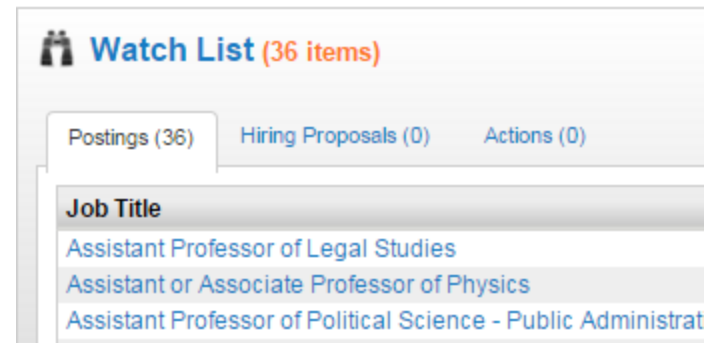 Watch List (36 items)
Postings (36) Hiring Proposals (0) Actions (0)
Job Title
Assistant Professor of Legal Studies
Assistant or Associate Professor of Physics
Assistant Professor of Political Science - Public Administrat